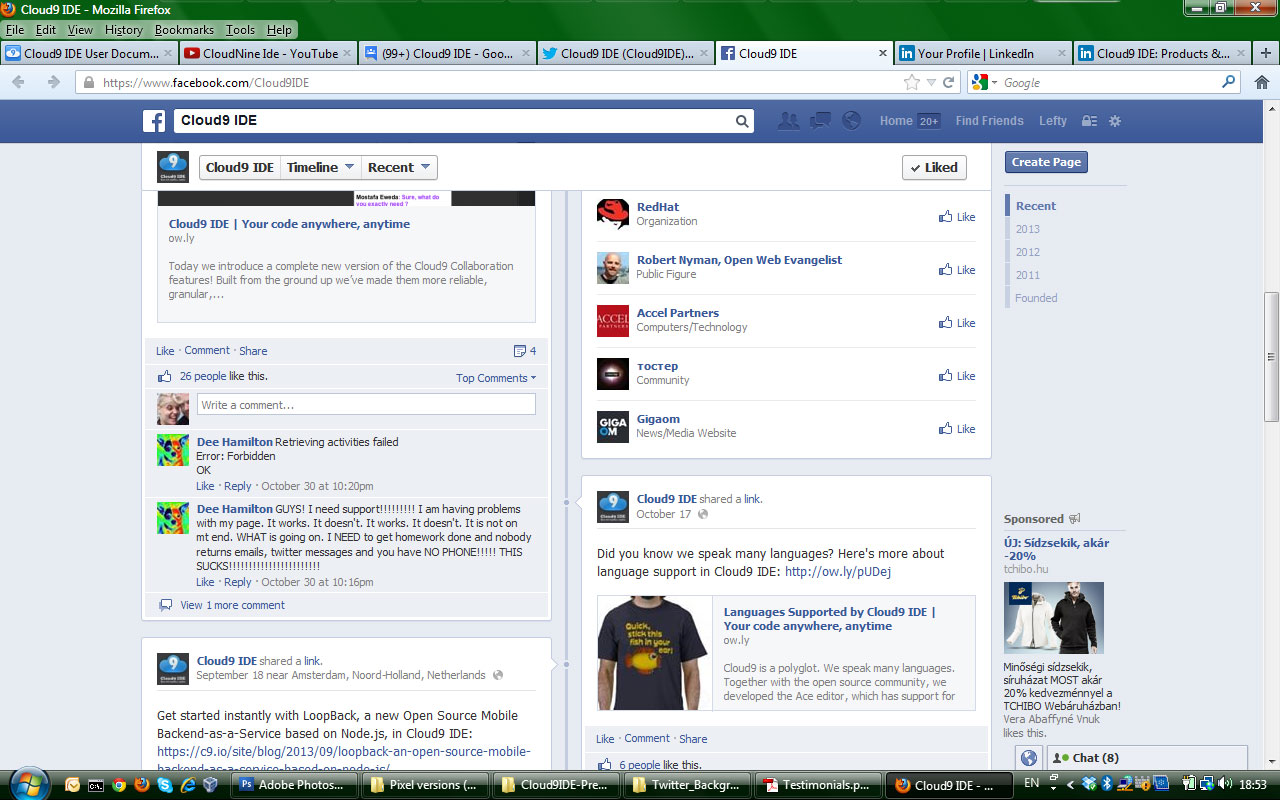 Cloud9 IDE - Mozilla Firefox
File Edit View History Bookmarks Tools Help
Cloud9 IDE User Docum...
CloudNine Ide - YouTube
(99+) Cloud9 IDE - Goo...
Cloud9 IDE (Cloud9IDE)...
Cloud9 IDE
Your Profile | LinkedIn
Cloud9 IDE: Products &...
https://www.facebook.com/Cloud9IDE
Google
Cloud9 IDE
Home 20+ Find Friends Lefty
Cloud9 IDE Timeline Recent
Liked
Create Page
Recent
2013
2012
2011
Founded
Mostafa Eweda: Sure, what do
you exactly need ?
Cloud9 IDE | Your code anywhere, anytime
ow.ly
Today we introduce a complete new version of the Cloud9 Collaboration
features! Built from the ground up we've made them more reliable,
granular,...
Like · Comment · Share
4
26 people like this.
Top Comments
Write a comment...
Dee Hamilton Retrieving activities failed
Error: Forbidden
OK
Like · Reply · October 30 at 10:20pm
Dee Hamilton GUYS! I need support!!!!!!!!! I am having problems
with my page. It works. It doesn't. It works. It doesn't. It is not on
mt end. WHAT is going on. I NEED to get homework done and nobody
returns emails, twitter messages and you have NO PHONE!!!!! THIS
SUCKS!!!!!!!!!!!!!!!!!!!!!!!
Like · Reply · October 30 at 10:16pm
View 1 more comment
Cloud9 IDE shared a link.
September 18 near Amsterdam, Noord-Holland, Netherlands
Get started instantly with LoopBack, a new Open Source Mobile
Backend-as-a-Service based on Node.js, in Cloud9 IDE:
https://c9.io/site/blog/2013/09/loopback-an-open-source-mobile-
backend-as-a-service-based-on-node-js/
RedHat
Organization
Like
Robert Nyman, Open Web Evangelist
Public Figure
Like
ACCEL
PARTNERS
Accel Partners
Computers/Technology
Like
тостер
Community
Like
GIGA
OM
Gigaom
News/Media Website
Like
Cloud9 IDE shared a link.
October 17
Did you know we speak many languages? Here's more about
language support in Cloud9 IDE: http://ow.ly/pUDej
Quick,
stick this
fish in your
ear!
Languages Supported by Cloud9 IDE |
Your code anywhere, anytime
ow.ly
Cloud9 is a polyglot. We speak many languages.
Together with the open source community, we
developed the Ace editor, which has support for
Like · Comment · Share
6 people like this.
Sponsored
ÚJ: Sídzsekik, akár
-20%
tchibo.hu
Tchibo
Minőségi sídzsekik,
síruházat MOST akár
20% kedvezménnyel a
TCHIBO Webáruházban!
Vera Abaffyné Vnuk
likes this.
Chat (8)
Adobe Photos...
Pixel versions (...
Cloud9IDE-Pre...
Twitter_Backgr...
Testimonials.p...
Cloud9 IDE - ...
EN
18:53